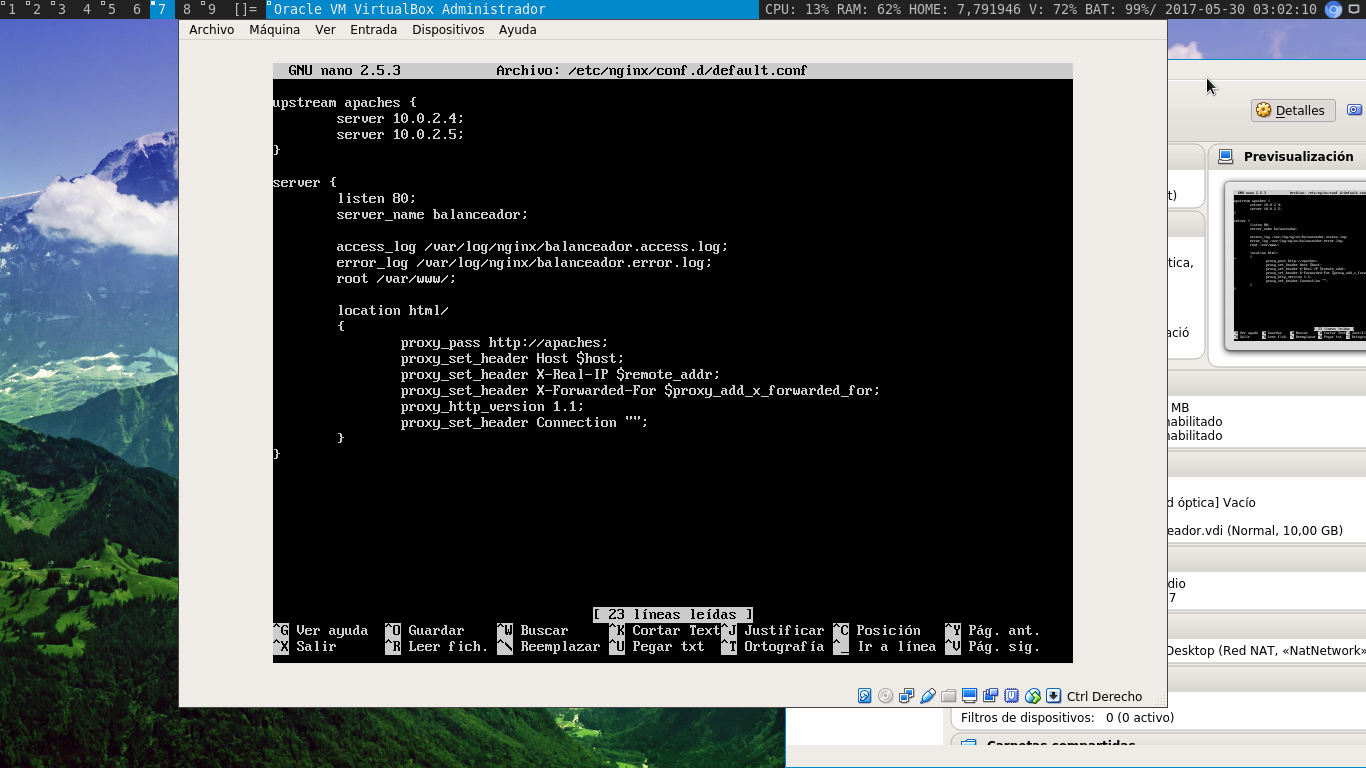 1 2 3 4 5 6 7 8 9 []= Oracle VM VirtualBox Administrador CPU: 13% RAM: 62% HOME: 7,791946 V: 72% BAT: 99%/ 2017-05-30 03:02:10
Archivo Máquina Ver Entrada Dispositivos Ayuda
GNU nano 2.5.3 Archivo: /etc/nginx/conf.d/default.conf
upstream apaches {
server 10.0.2.4;
server 10.0.2.5;
}
server {
listen 80;
server_name balanceador;
access_log /var/log/nginx/balanceador.access.log;
error_log /var/log/nginx/balanceador.error.log;
root /var/www/;
location html/
{
proxy_pass http://apaches;
proxy_set_header Host $host;
proxy_set_header X-Real-IP $remote_addr;
proxy_set_header X-Forwarded-For $proxy_add_x_forwarded_for;
proxy_http_version 1.1;
proxy_set_header Connection "";
}
}
[ 23 líneas leídas ]
^G Ver ayuda ^O Guardar ^W Buscar ^K Cortar Text ^J Justificar ^C Posición ^Y Pág. ant.
^X Salir ^R Leer fich. ^\ Reemplazar ^U Pegar txt ^T Ortografía ^_ Ir a línea ^V Pág. sig.
Ctrl Derecho
Detalles
Previsualización
t)
tica,
ació
MB
nabilitado
nabilitado
d óptica] Vacío
eador.vdi (Normal, 10,00 GB)
dio
7
Desktop (Red NAT, «NatNetwork»
Filtros de dispositivos: 0 (0 activo)
Carpetas compartidas